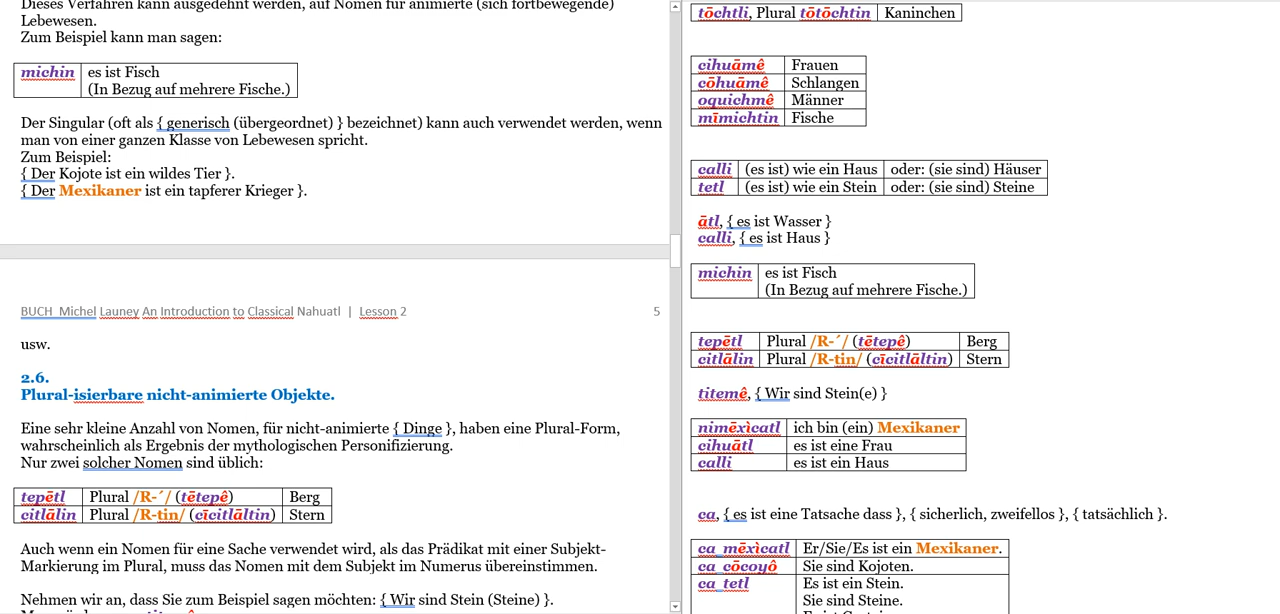 Dieses Verfahren kann ausgedehnt werden, auf Nomen für animierte (sich fortbewegende)
Lebewesen.
Zum Beispiel kann man sagen:
michin es ist Fisch
(In Bezug auf mehrere Fische.)
Der Singular (oft als { generisch (übergeordnet) } bezeichnet) kann auch verwendet werden, wenn
man von einer ganzen Klasse von Lebewesen spricht.
Zum Beispiel:
{ Der Kojote ist ein wildes Tier }.
{ Der Mexikaner ist ein tapferer Krieger }.
BUCH Michel Launey An Introduction to Classical Nahuatl | Lesson 2 5
usw.
2.6.
Plural-isierbare nicht-animierte Objekte.
Eine sehr kleine Anzahl von Nomen, für nicht-animierte { Dinge }, haben eine Plural-Form,
wahrscheinlich als Ergebnis der mythologischen Personifizierung.
Nur zwei solcher Nomen sind üblich:
tepētl Plural /R-´/ (tētepê) Berg
citlālin Plural /R-tin/ (cīcitlāltin) Stern
Auch wenn ein Nomen für eine Sache verwendet wird, als das Prädikat mit einer Subjekt-
Markierung im Plural, muss das Nomen mit dem Subjekt im Numerus übereinstimmen.
Nehmen wir an, dass Sie zum Beispiel sagen möchten: { Wir sind Stein (Steine) }.
tōchtli, Plural tōtōchtin Kaninchen
cihuāmê Frauen
cōhuāmê Schlangen
oquichmê Männer
mīmichtin Fische
calli (es ist) wie ein Haus oder: (sie sind) Häuser
tetl (es ist) wie ein Stein oder: (sie sind) Steine
ātl, { es ist Wasser }
calli, { es ist Haus }
michin es ist Fisch
(In Bezug auf mehrere Fische.)
tepētl Plural /R-´/ (tētepê) Berg
citlālin Plural /R-tin/ (cīcitlāltin) Stern
titemê, { Wir sind Stein(e) }
nimēxìcatl ich bin (ein) Mexikaner
cihuātl es ist eine Frau
calli es ist ein Haus
ca, { es ist eine Tatsache dass }, { sicherlich, zweifellos }, { tatsächlich }.
ca mēxìcatl Er/Sie/Es ist ein Mexikaner.
ca cōcoyô Sie sind Kojoten.
ca tetl Es ist ein Stein.
Sie sind Steine.